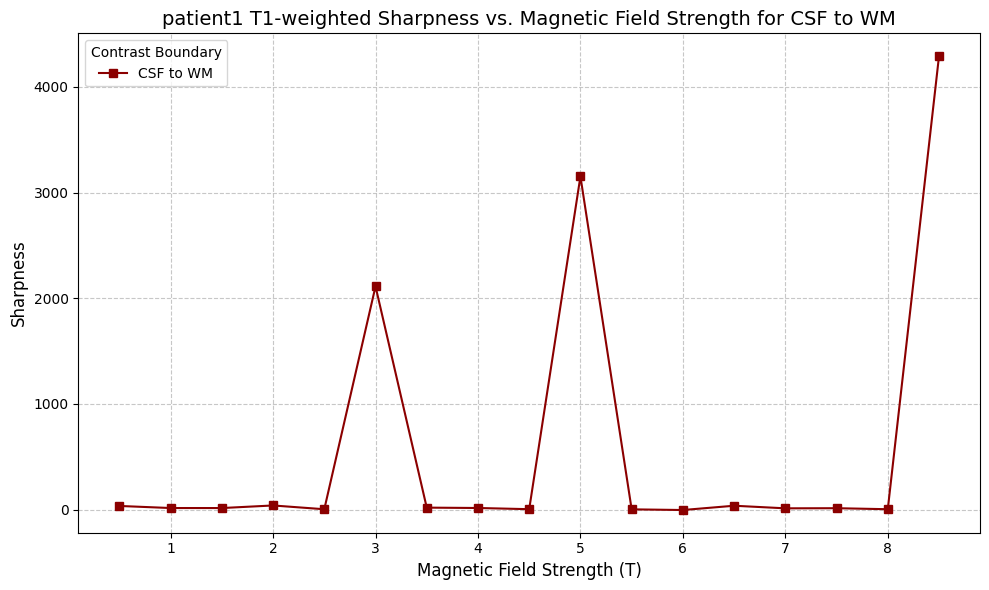 patient1 T1-weighted Sharpness vs. Magnetic Field Strength for CSF to WM
Contrast Boundary
CSF to WM
Sharpness
4000
3000
2000
1000
0
1 2 3 4 5 6 7 8
Magnetic Field Strength (T)